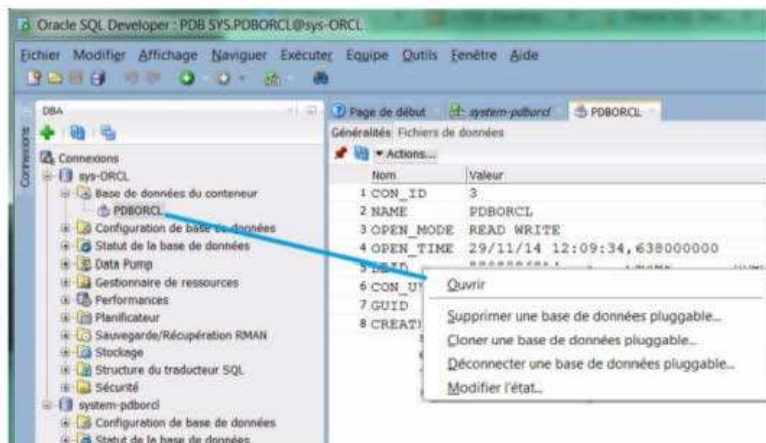 Oracle SQL Developer : PDB SYS.PDBORCL@sys-ORCL
Fichier Modifier Affichage Naviguer Exécuter Equipe Outils Fenêtre Aide
Connexions
DBA
Connexions
sys-ORCL
Base de données du conteneur
PDBORCL
Configuration de base de données
Statut de la base de données
Data Pump
Gestionnaire de ressources
Performances
Planificateur
Sauvegarde/Récupération RMAN
Stockage
Structure du traducteur SQL
Sécurité
system-pdborcl
Configuration de base de données
Statut de la base de données
Page de début system-pdborcl PDBORCL
Généralités Fichiers de données
Actions...
Nom Valeur
1 CON_ID 3
2 NAME PDBORCL
3 OPEN_MODE READ WRITE
4 OPEN_TIME 29/11/14 12:09:34,638000000
5 DBID
6 CON_U
7 GUID
8 CREATI
Ouvrir
Supprimer une base de données pluggable...
Cloner une base de données pluggable...
Déconnecter une base de données pluggable...
Modifier l'état...